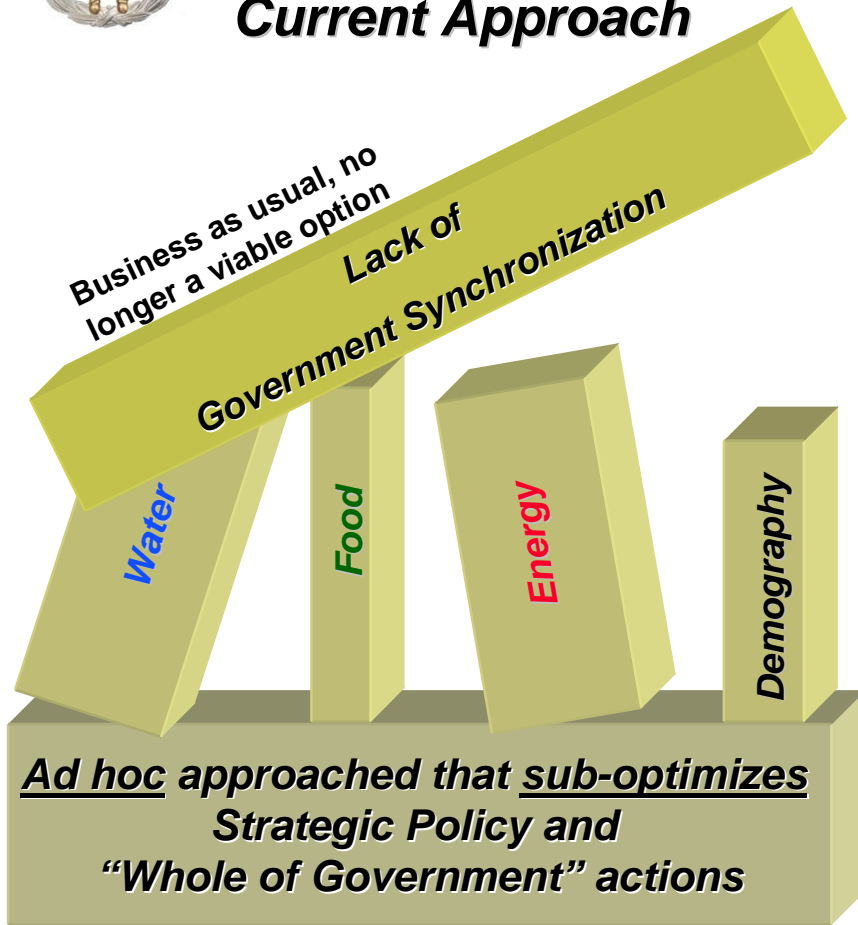 Current Approach
Business as usual, no
longer a viable option
Lack of
Government Synchronization
Water
Food
Energy
Demography
Ad hoc approached that sub-optimizes
Strategic Policy and
“Whole of Government” actions